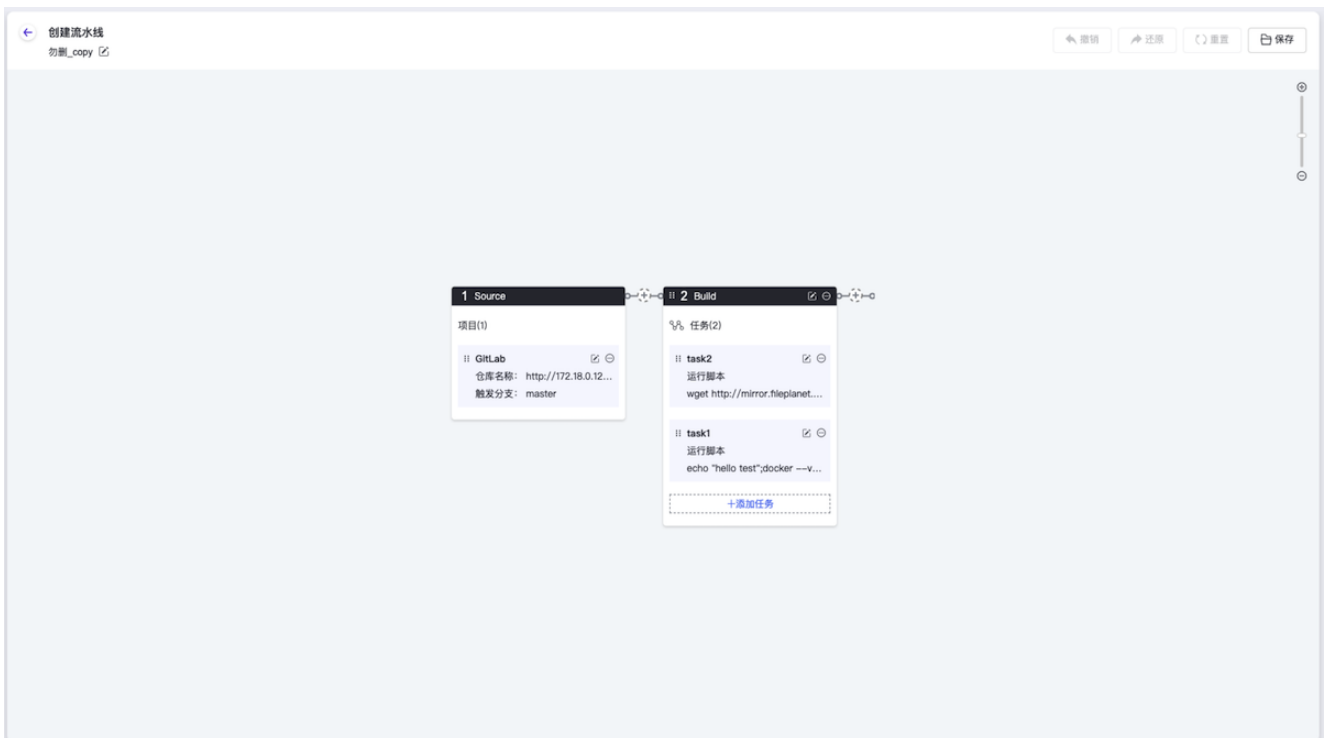 创建流水线
勿删_copy
撤销
还原
重置
保存
1 Source
项目(1)
GitLab
仓库名称: http://172.18.0.12...
触发分支: master
2 Build
任务(2)
task2
运行脚本
wget http://mirror.fileplanet....
task1
运行脚本
echo "hello test";docker --v...
+添加任务